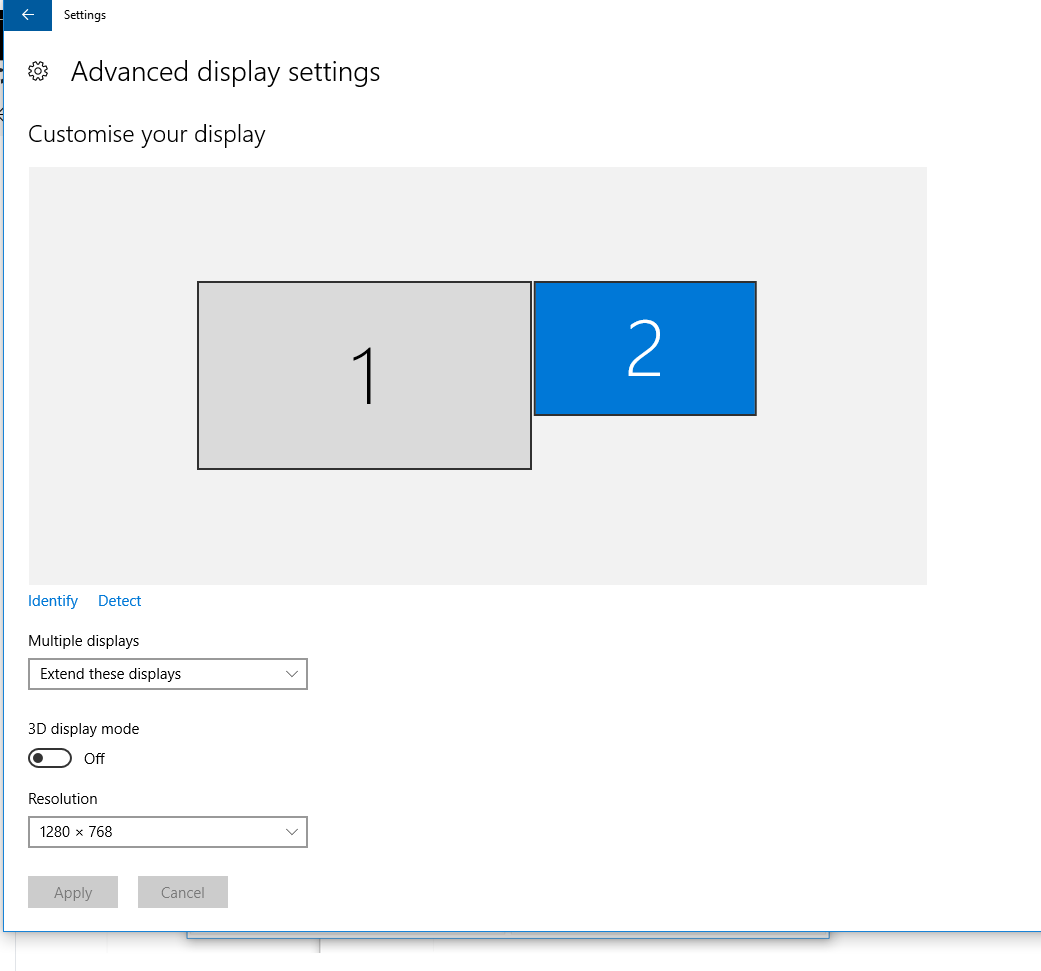 Settings
Advanced display settings
Customise your display
1
2
Identify Detect
Multiple displays
Extend these displays
3D display mode
Off
Resolution
1280 × 768
Apply Cancel